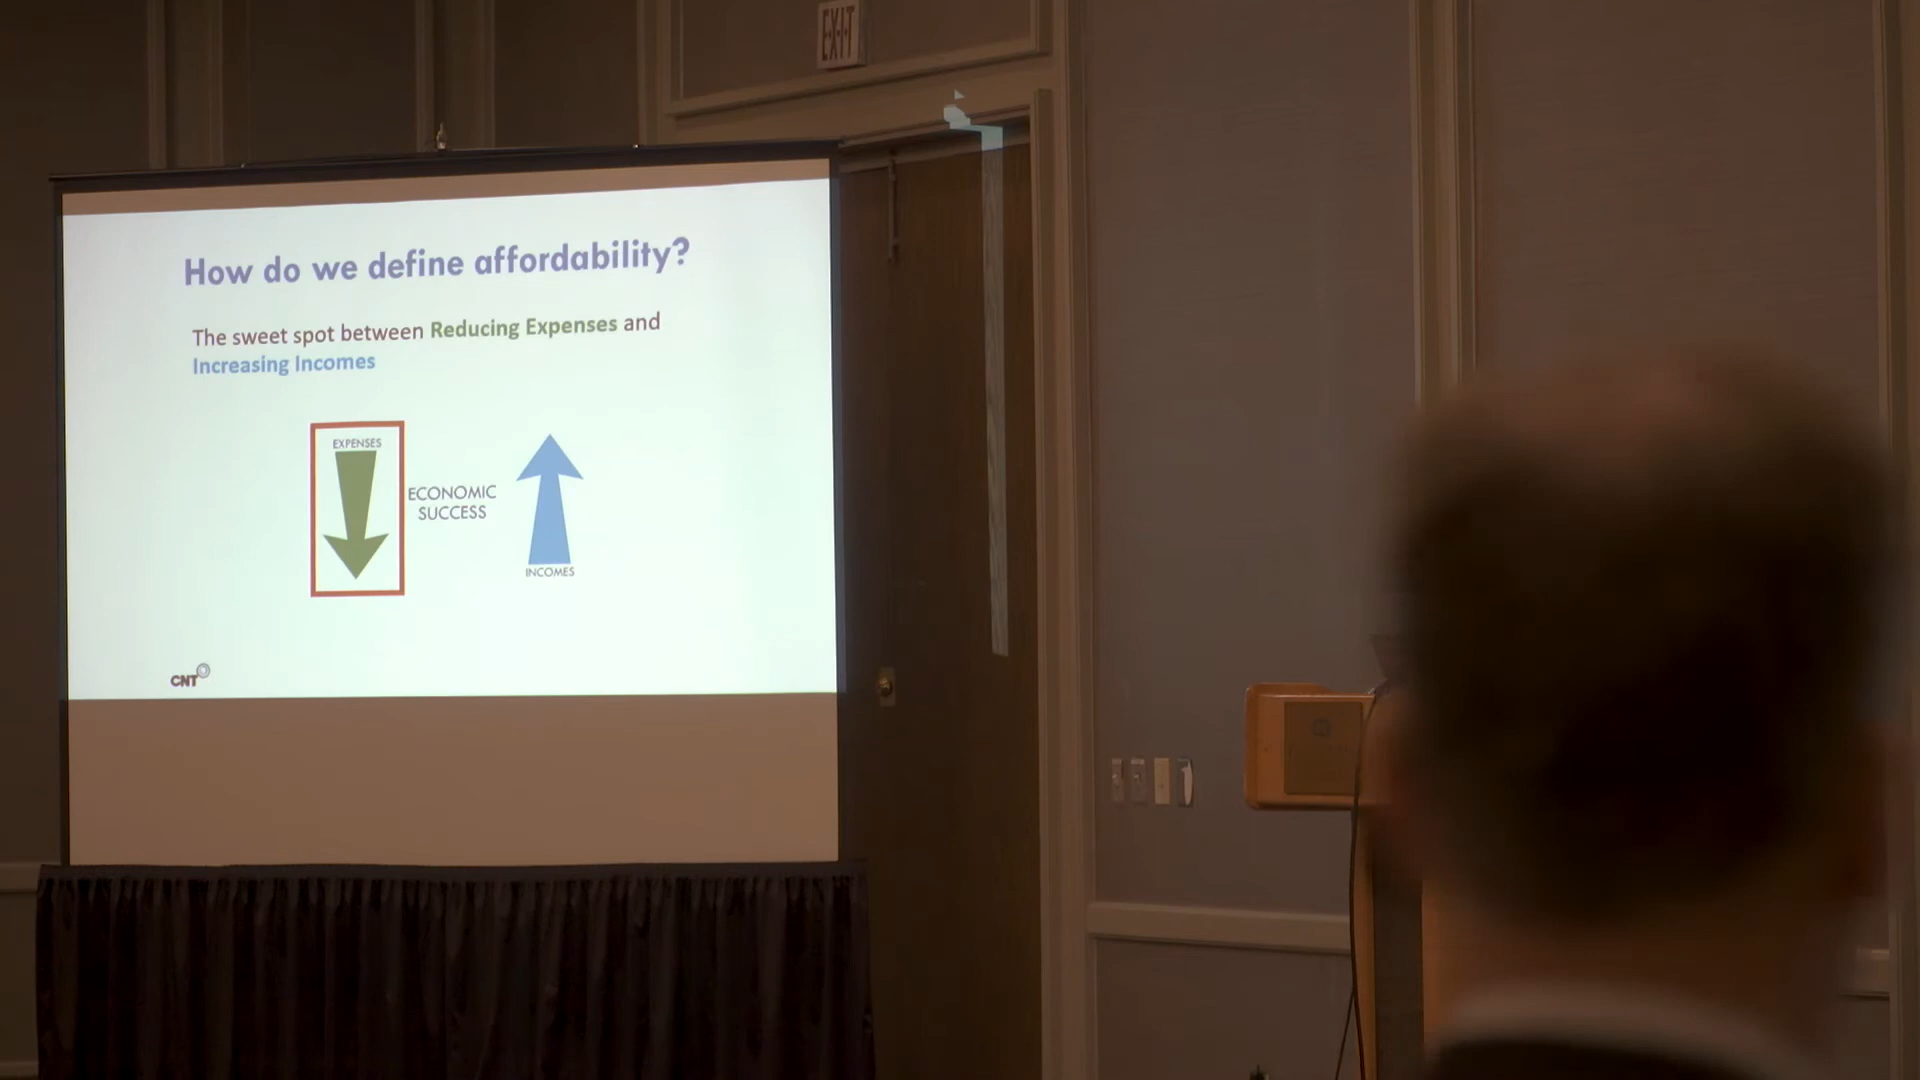 EXIT
How do we define affordability?
The sweet spot between Reducing Expenses and
Increasing Incomes
EXPENSES
ECONOMIC
SUCCESS
INCOMES
CNT